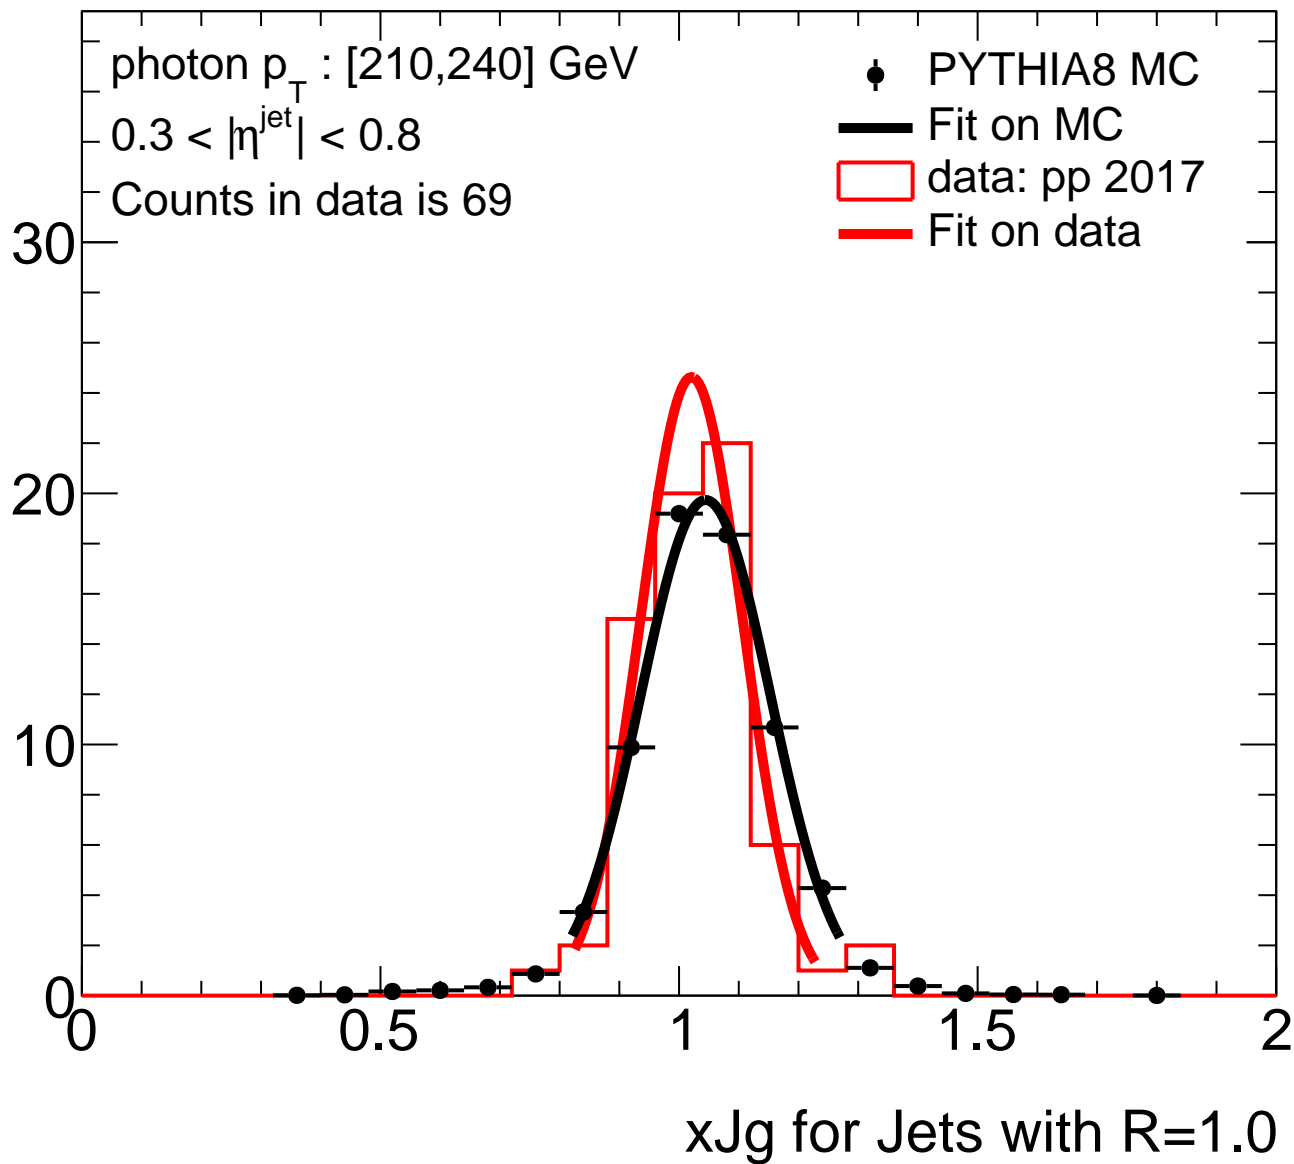 photon p_T : [210,240] GeV
0.3 < |η^jet| < 0.8
Counts in data is 69
PYTHIA8 MC
Fit on MC
data: pp 2017
Fit on data
30
20
10
0
0 0.5 1 1.5 2
xJg for Jets with R=1.0